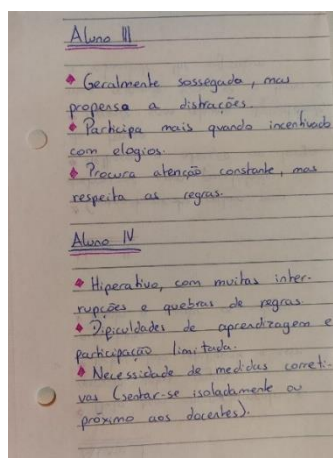 Aluno III
Geralmente sossegada, mas
propensa a distrações.
Participa mais quando incentivada
com elogios.
Procura atenção constante, mas
respeita as regras.
Aluno IV
Hiperativo, com muitas inter-
rupções e quebras de regras
Dificuldades de aprendizagem e
participação limitada.
Necessidade de medidas correti-
vas (sentar-se isoladamente ou
próximo aos docentes).